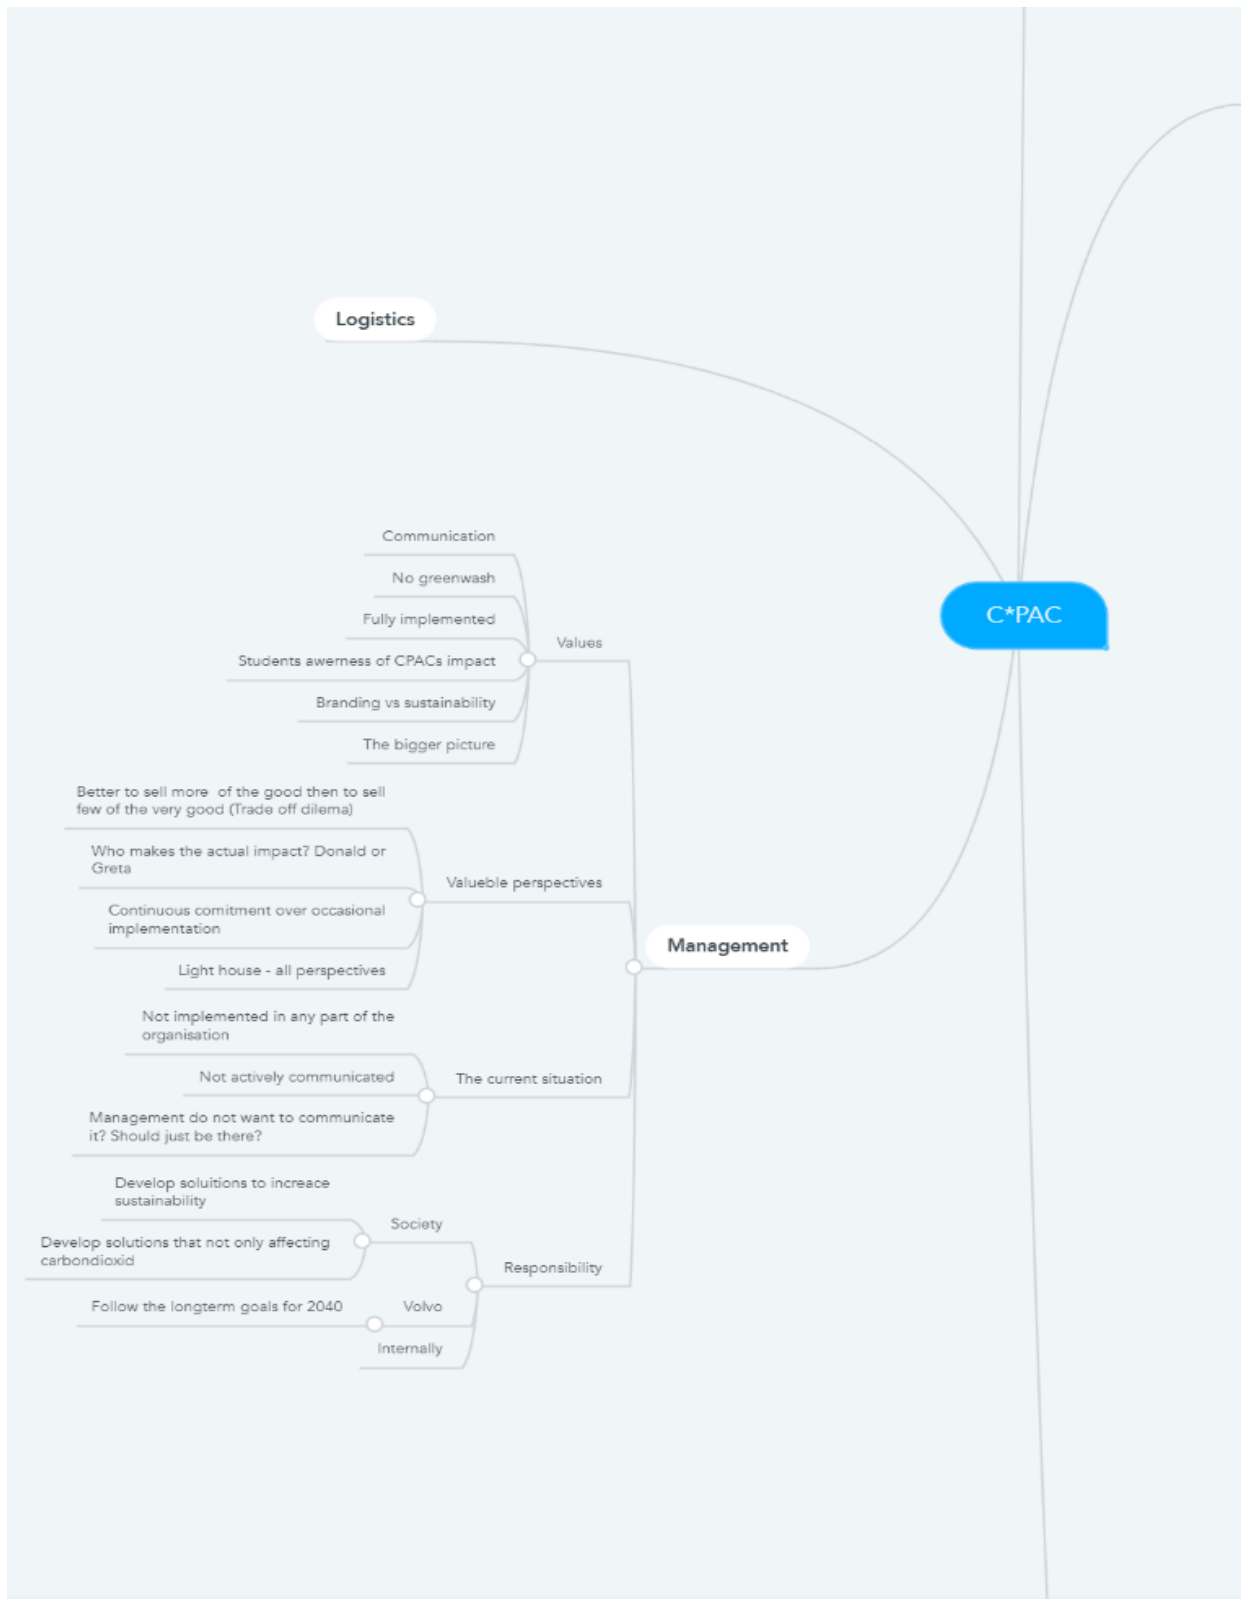 Logistics
C*PAC
Communication
No greenwash
Fully implemented
Values
Students awerness of CPACs impact
Branding vs sustainability
The bigger picture
Better to sell more  of the good then to sell
few of the very good (Trade off dilema)
Who makes the actual impact? Donald or
Greta
Valueble perspectives
Continuous comitment over occasional
implementation
Light house - all perspectives
Management
Not implemented in any part of the
organisation
Not actively communicated
The current situation
Management do not want to communicate
it? Should just be there?
Develop soluitions to increace
sustainability
Society
Develop solutions that not only affecting
carbondioxid
Responsibility
Follow the longterm goals for 2040
Volvo
Internally